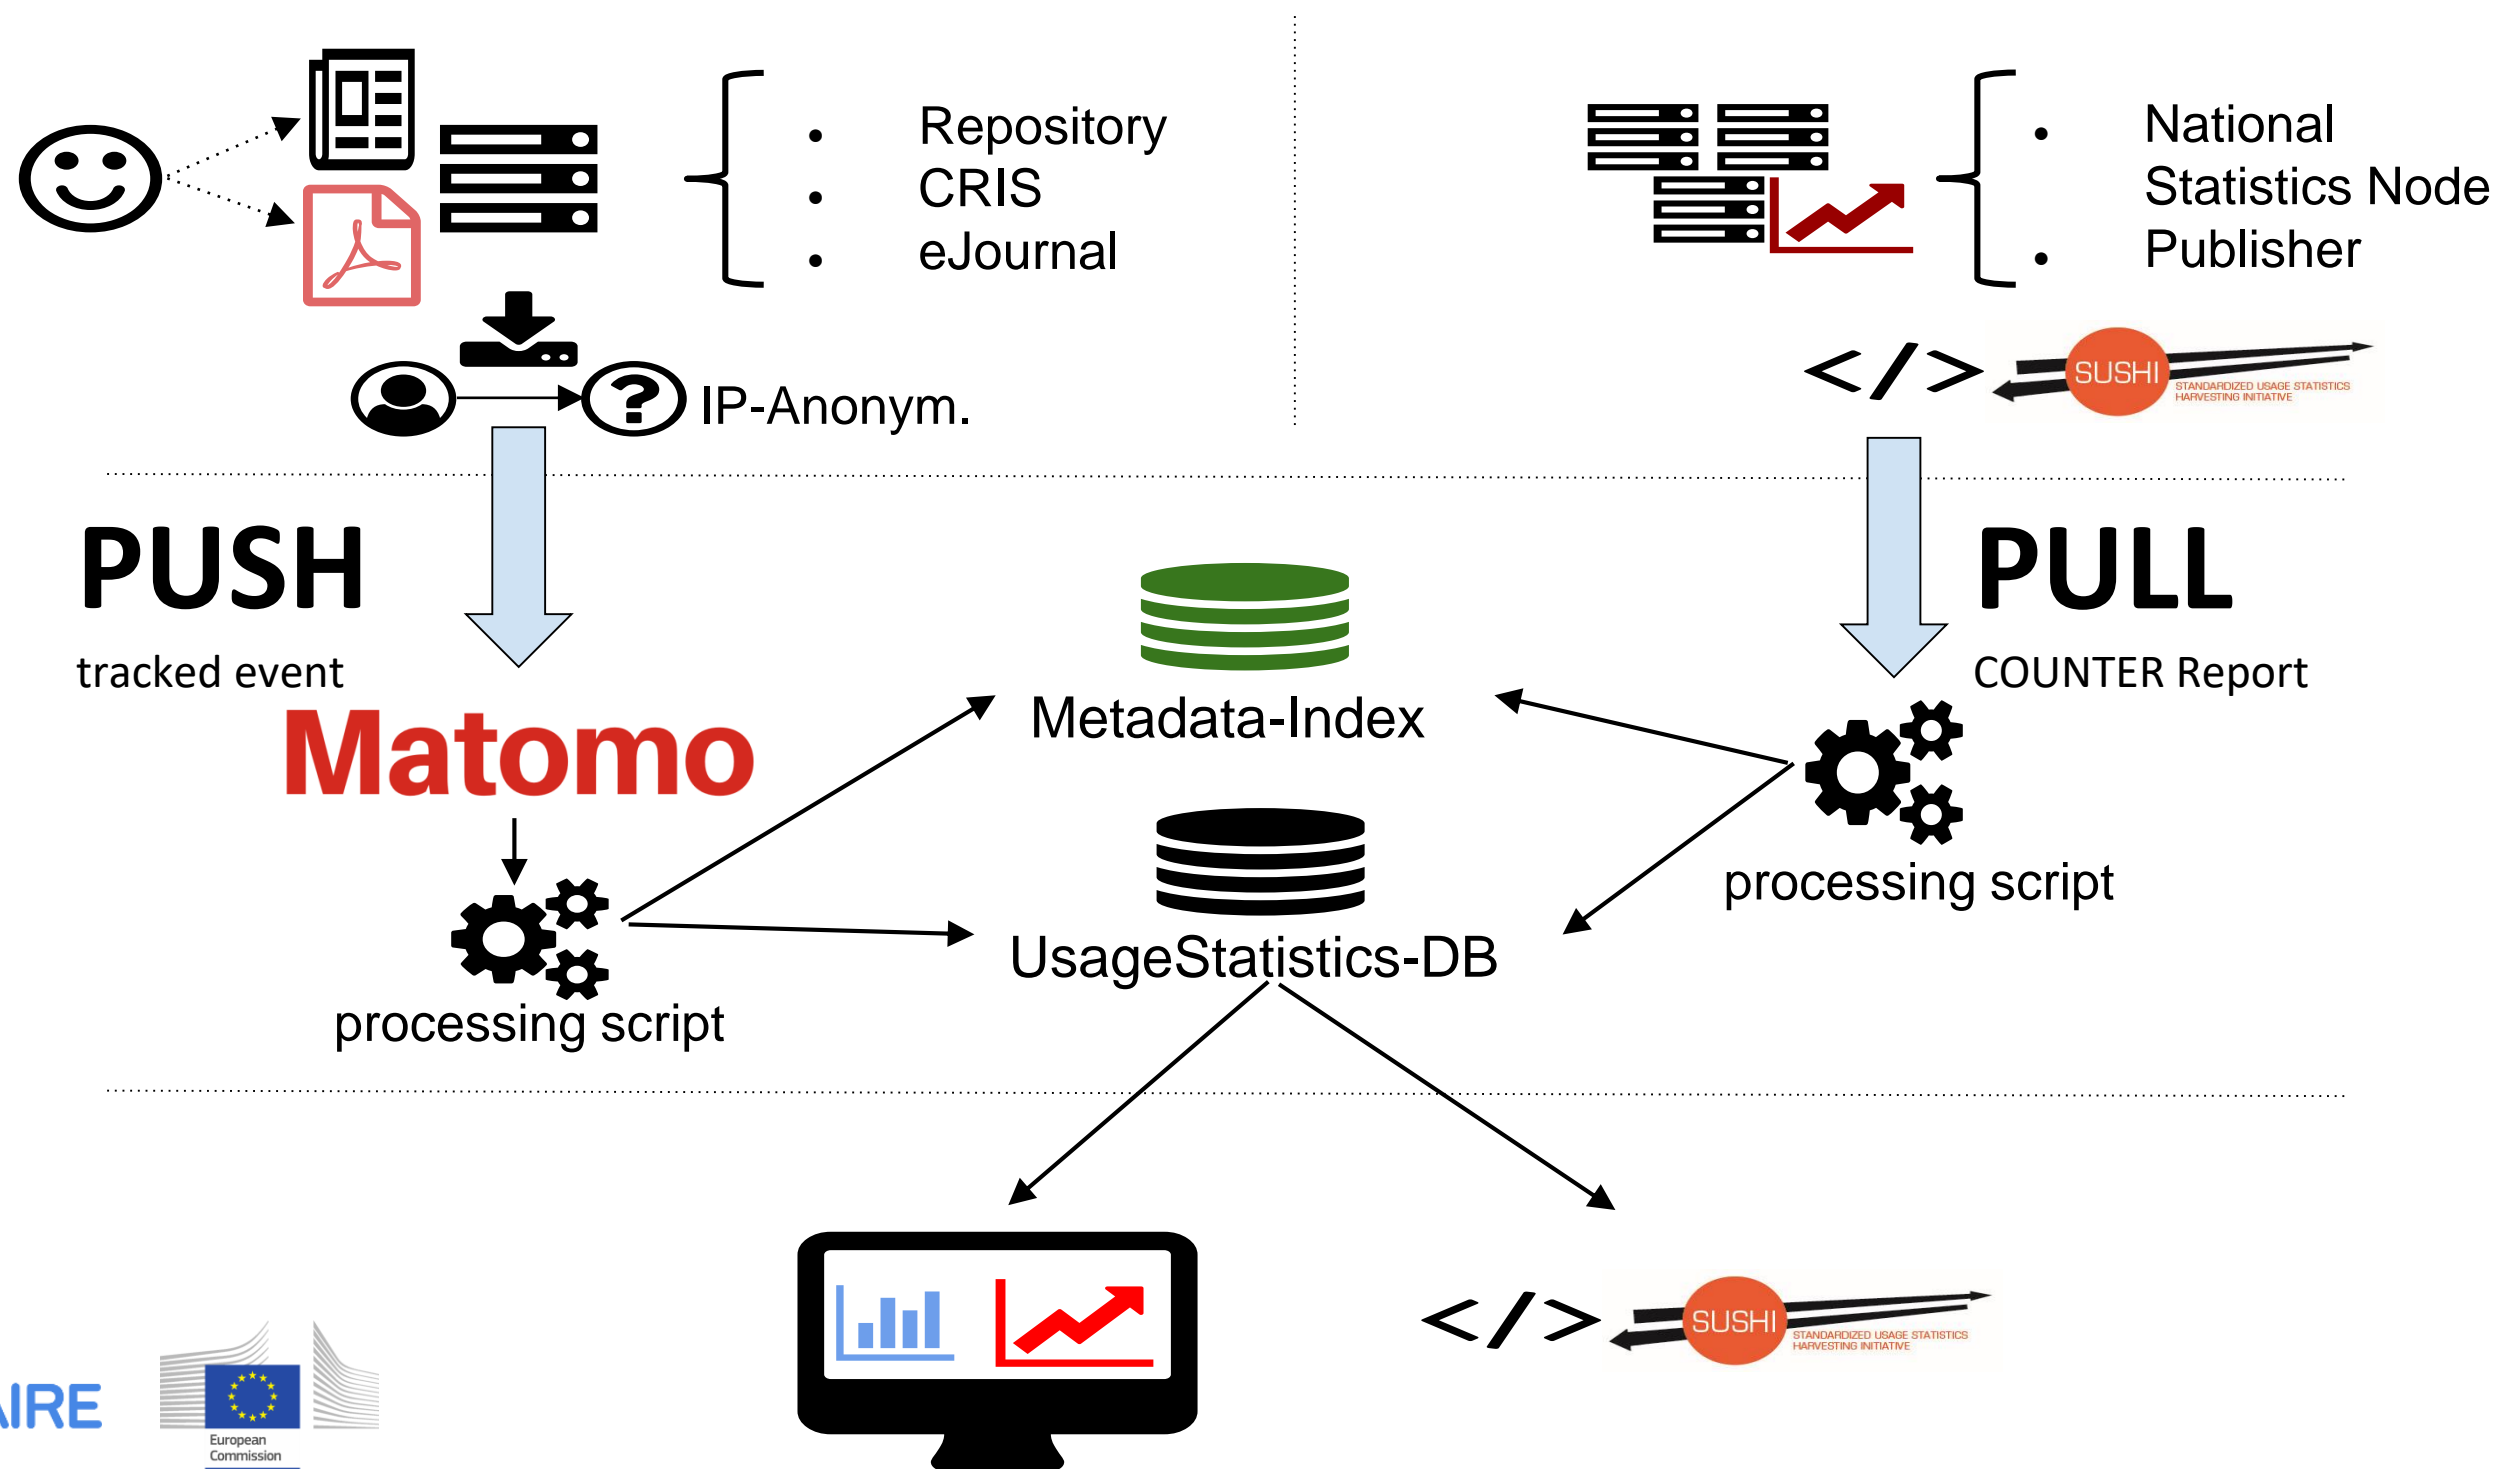 Repository
CRIS
eJournal
National
Statistics Node
Publisher
</>
SUSHI
STANDARDIZED USAGE STATISTICS
HARVESTING INITIATIVE
IP-Anonym.
PUSH
tracked event
Matomo
processing script
Metadata-Index
UsageStatistics-DB
PULL
COUNTER Report
processing script
</>
SUSHI
STANDARDIZED USAGE STATISTICS
HARVESTING INITIATIVE
AIRE
European
Commission